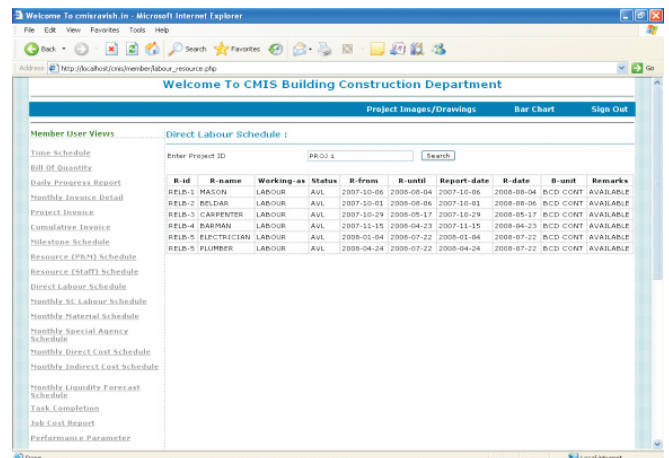 Welcome To cmisravish.in - Microsoft Internet Explorer
File Edit View Favorites Tools Help
Back Search Favorites
Address http://localhost/cmis/member/labour_resource.php Go
Welcome To CMIS Building Construction Department
Project Images/Drawings Bar Chart Sign Out
Member User Views
Direct Labour Schedule :
Time Schedule
Bill Of Quantity
Daily Progress Report
Monthly Invoice Detail
Project Invoice
Cumulative Invoice
Milestone Schedule
Resource (P&M) Schedule
Resource (Staff) Schedule
Direct Labour Schedule
Monthly SC Labour Schedule
Monthly Material Schedule
Monthly Special Agency
Schedule
Monthly Direct Cost Schedule
Monthly Indirect Cost Schedule
Monthly Liquidity Forecast
Schedule
Task Completion
Job Cost Report
Performance Parameter
Enter Project ID PROJ 1 Search
R-id R-name Working-as Status R-from R-until Report-date R-date B-unit Remarks
RELB-1 MASON LABOUR AVL 2007-10-06 2008-08-04 2007-10-06 2008-08-04 BCD CONT AVAILABLE
RELB-2 BELDAR LABOUR AVL 2007-10-01 2008-08-06 2007-10-01 2008-08-06 BCD CONT AVAILABLE
RELB-3 CARPENTER LABOUR AVL 2007-10-29 2008-05-17 2007-10-29 2008-05-17 BCD CONT AVAILABLE
RELB-4 BARMAN LABOUR AVL 2007-11-15 2008-04-23 2007-11-15 2008-04-23 BCD CONT AVAILABLE
RELB-5 ELECTRICIAN LABOUR AVL 2008-01-04 2008-07-22 2008-01-04 2008-07-22 BCD CONT AVAILABLE
RELB-5 PLUMBER LABOUR AVL 2008-04-24 2008-07-22 2008-04-24 2008-07-22 BCD CONT AVAILABLE
Done Local intranet